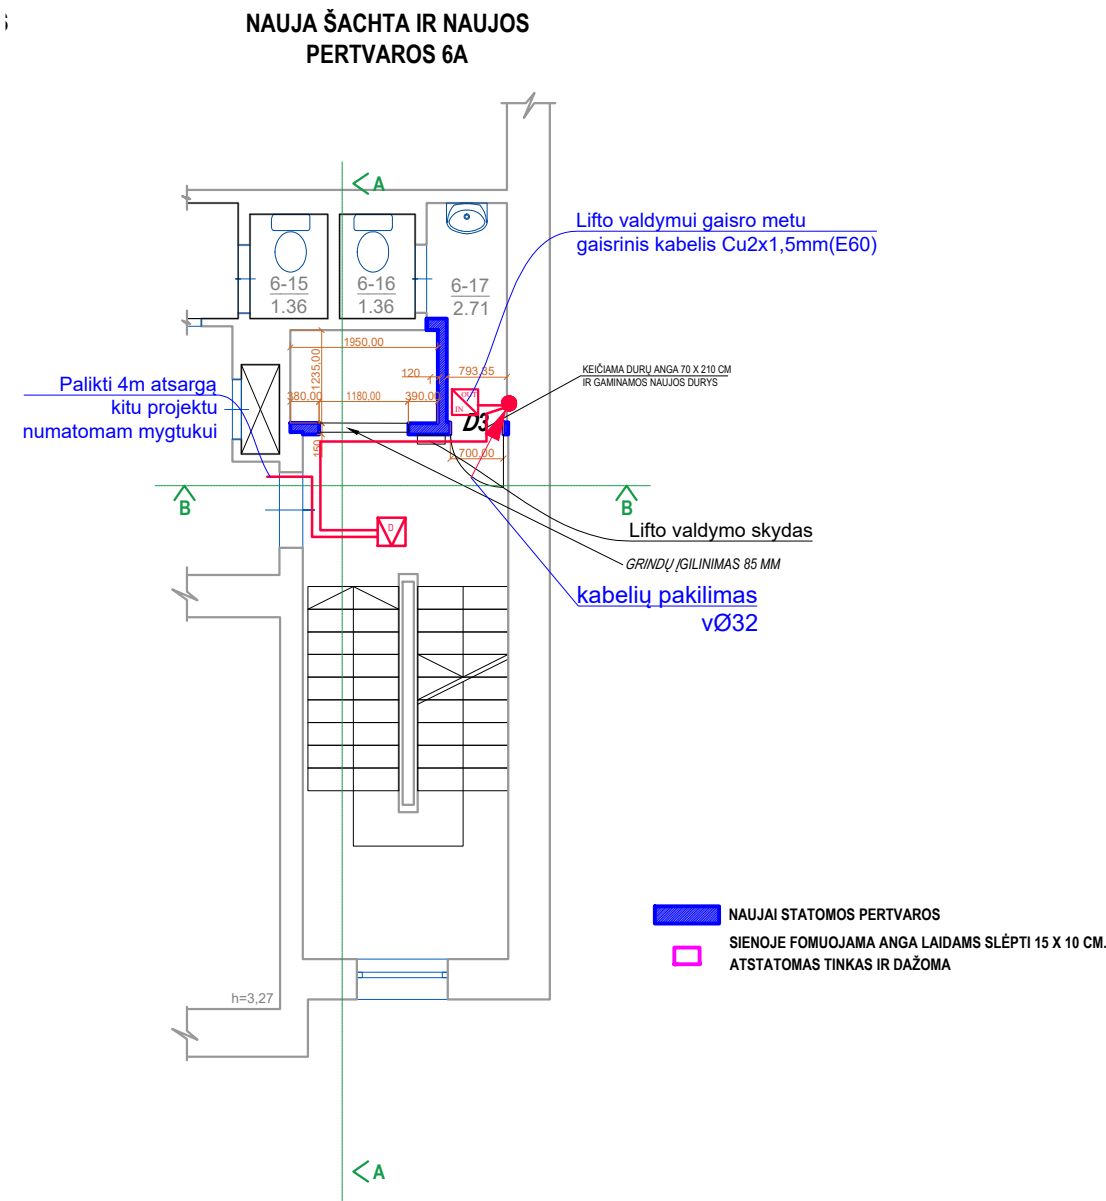 NAUJA ŠACHTA IR NAUJOS
PERTVAROS 6A
A
Lifto valdymui gaisro metu
gaisrinis kabelis Cu2x1,5mm(E60)
6-15
1.36
6-16
1.36
6-17
2.71
1950,00
1235,00
120
793,35
380,00
1180,00
390,00
OUT
IN
D3
150
700,00
KEIČIAMA DURŲ ANGA 70 X 210 CM
IR GAMINAMOS NAUJOS DURYS
Palikti 4m atsargą
kitu projektu
numatomam mygtukui
B
B
D
Lifto valdymo skydas
GRINDŲ ĮGILINIMAS 85 MM
kabelių pakilimas
vØ32
NAUJAI STATOMOS PERTVAROS
SIENOJE FOMUOJAMA ANGA LAIDAMS SLĖPTI 15 X 10 CM.
ATSTATOMAS TINKAS IR DAŽOMA
h=3,27
A